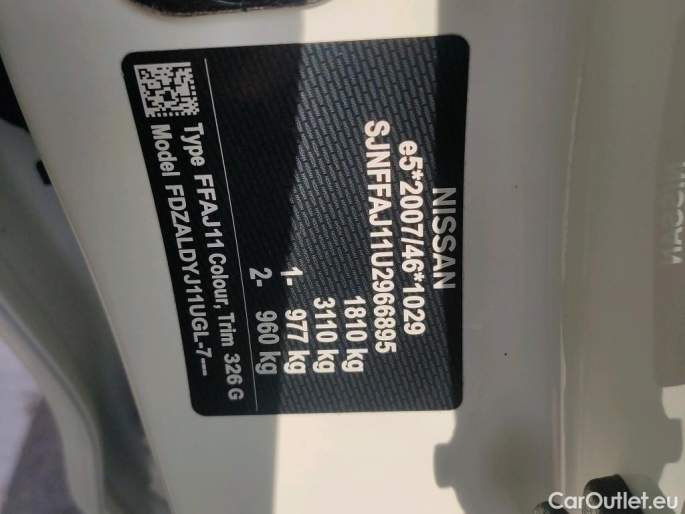 NISSAN
e5*2007/46*1029
SJNFFAJ11U2966895
1810 kg
3110 kg
1- 977 kg
2- 960 kg
Type FFAJ11 Colour, Trim 326 G
Model FDZALDYJ11UGL-7---
NISSAN
CarOutlet.eu